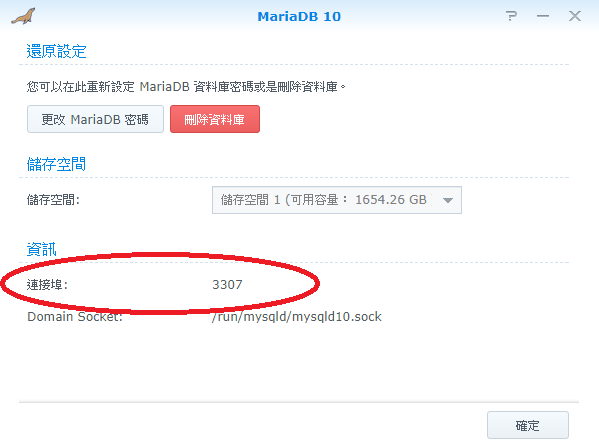 MariaDB 10
還原設定
您可以在此重新設定 MariaDB 資料庫密碼或是刪除資料庫。
更改 MariaDB 密碼 刪除資料庫
儲存空間
儲存空間: 儲存空間 1 (可用容量： 1654.26 GB
資訊
連接埠: 3307
Domain Socket: /run/mysqld/mysqld10.sock
確定